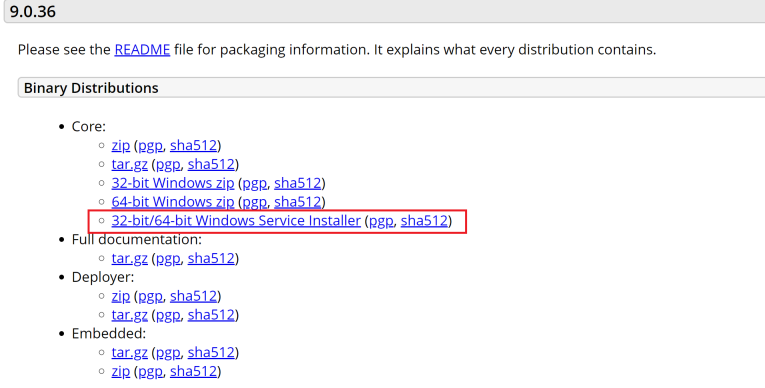 9.0.36
Please see the README file for packaging information. It explains what every distribution contains.
Binary Distributions
• Core:
◦ zip (pgp, sha512)
◦ tar.gz (pgp, sha512)
◦ 32-bit Windows zip (pgp, sha512)
◦ 64-bit Windows zip (pgp, sha512)
◦ 32-bit/64-bit Windows Service Installer (pgp, sha512)
• Full documentation:
◦ tar.gz (pgp, sha512)
• Deployer:
◦ zip (pgp, sha512)
◦ tar.gz (pgp, sha512)
• Embedded:
◦ tar.gz (pgp, sha512)
◦ zip (pgp, sha512)